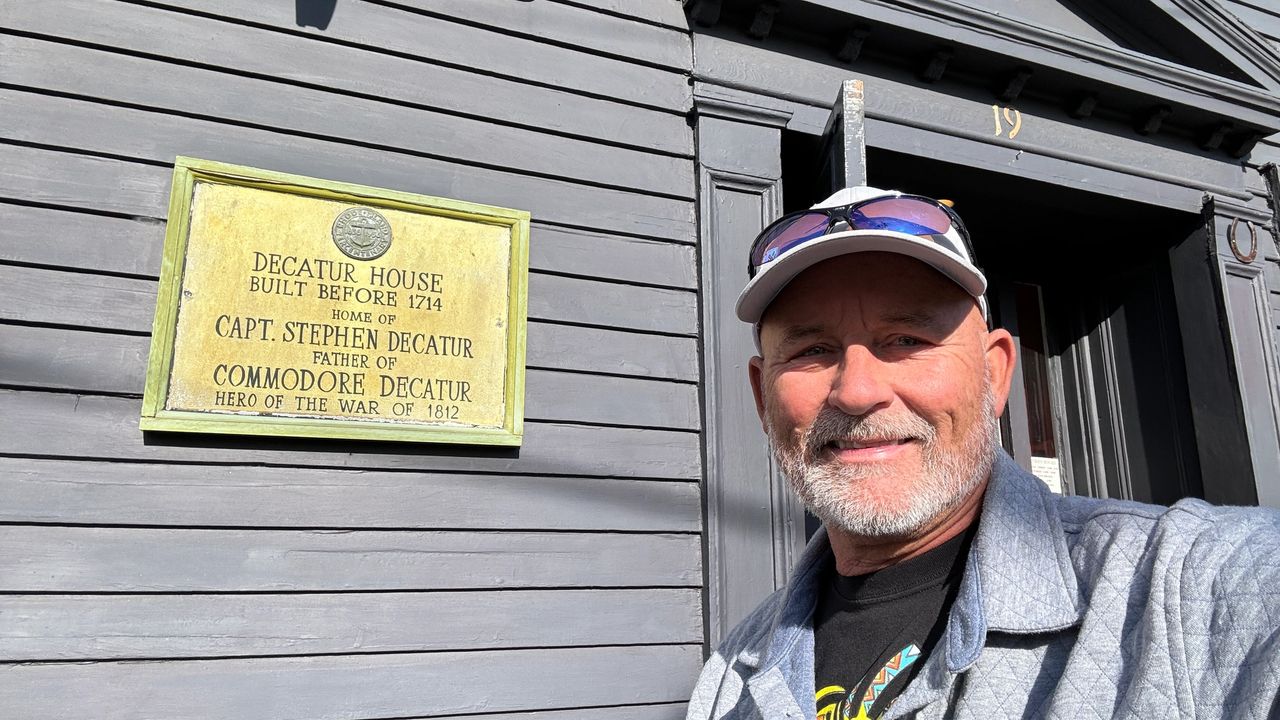 DECATUR HOUSE
BUILT BEFORE 1714
HOME OF
CAPT. STEPHEN DECATUR
FATHER OF
COMMODORE DECATUR
HERO OF THE WAR OF 1812
19